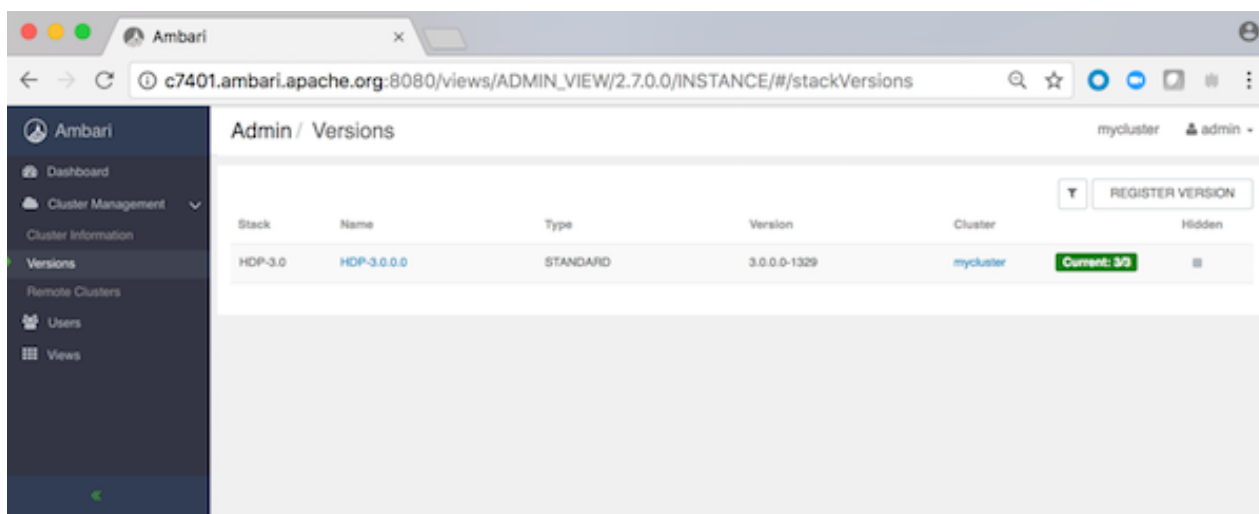 Ambari
c7401.ambari.apache.org:8080/views/ADMIN_VIEW/2.7.0.0/INSTANCE/#/stackVersions
Ambari
Admin / Versions
mycluster admin
Dashboard
Cluster Management
Cluster Information
Versions
Remote Clusters
Users
Views
REGISTER VERSION
Stack Name Type Version Cluster Hidden
HDP-3.0 HDP-3.0.0.0 STANDARD 3.0.0.0-1329 mycluster Current: 3/3